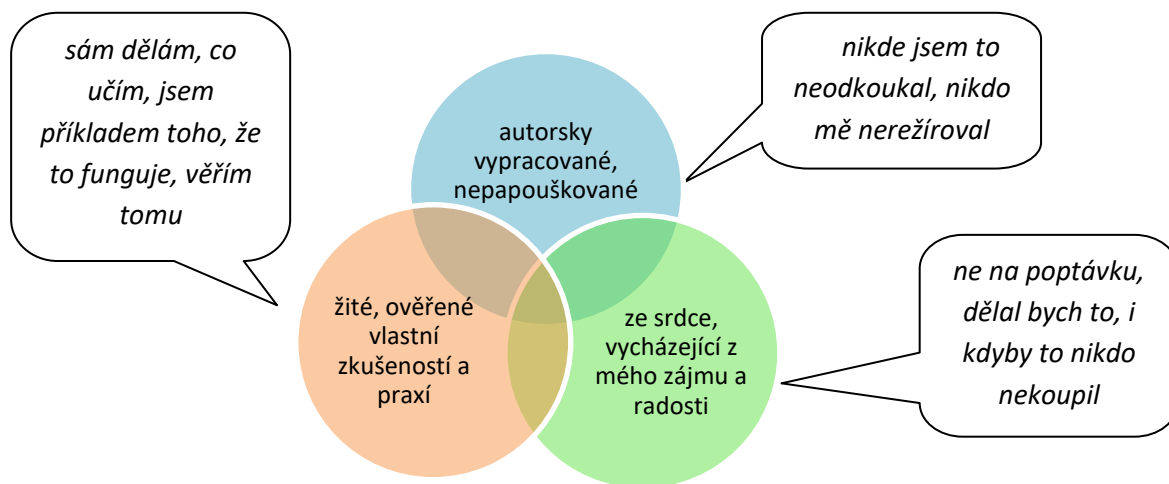 sám dělám, co
učím, jsem
příkladem toho, že
to funguje, věřím
tomu
nikde jsem to
neodkoukal, nikdo
mě nerežíroval
autorsky
vypracované,
nepapouškované
žité, ověřené
vlastní
zkušeností a
praxí
ze srdce,
vycházející z
mého zájmu a
radosti
ne na poptávku,
dělal bych to, i
kdyby to nikdo
nekoupil